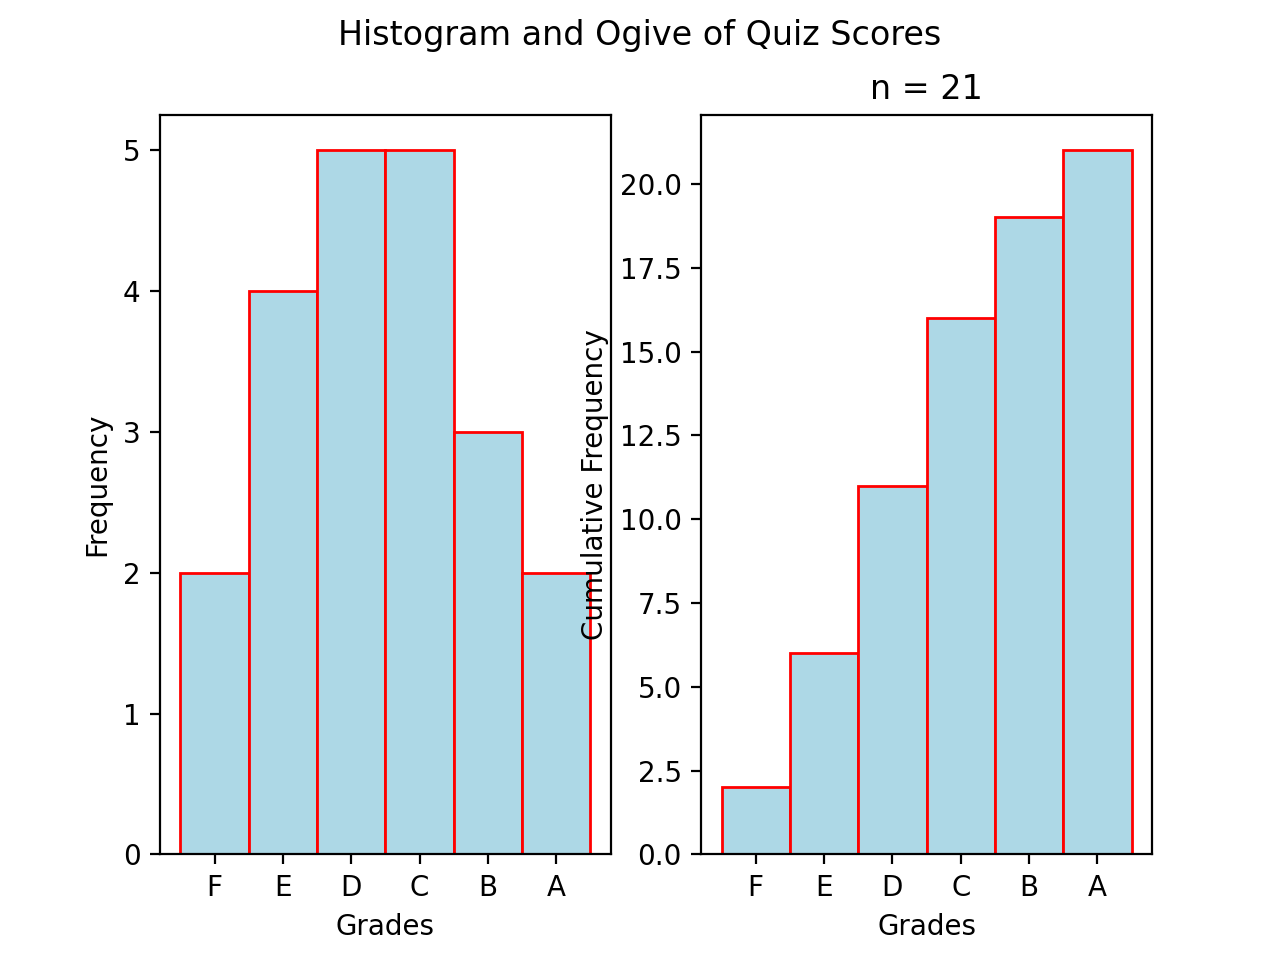 Histogram and Ogive of Quiz Scores
5
4
3
2
1
0
Frequency
F E D C B A
Grades
n = 21
20.0
17.5
15.0
12.5
10.0
7.5
5.0
2.5
0.0
Cumulative Frequency
F E D C B A
Grades